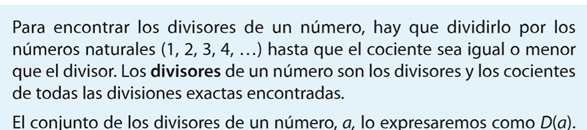 Para encontrar los divisores de un número, hay que dividirlo por los
números naturales (1, 2, 3, 4, …) hasta que el cociente sea igual o menor
que el divisor. Los divisores de un número son los divisores y los cocientes
de todas las divisiones exactas encontradas.
El conjunto de los divisores de un número, a, lo expresaremos como D(a).